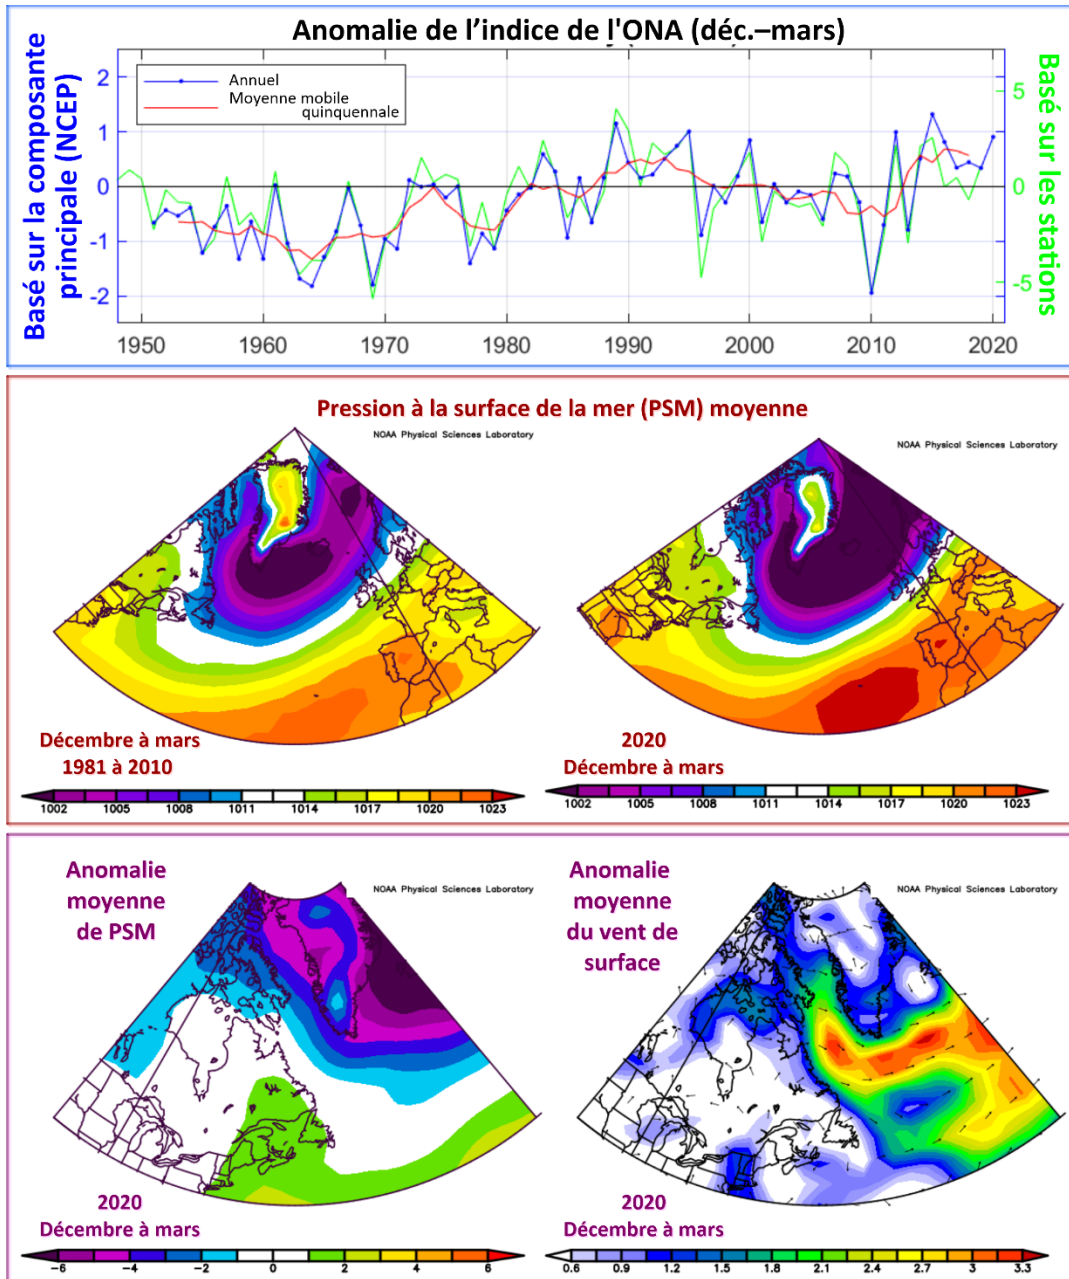 Anomalie de l’indice de l'ONA (déc.–mars)
Basé sur la composante
principale (NCEP)
2
1
0
-1
-2
Annuel
Moyenne mobile
quinquennale
5
0
-5
Basé sur les stations
1950 1960 1970 1980 1990 2000 2010 2020
Pression à la surface de la mer (PSM) moyenne
NOAA Physical Sciences Laboratory
NOAA Physical Sciences Laboratory
Décembre à mars
1981 à 2010
1002 1005 1008 1011 1014 1017 1020 1023
2020
Décembre à mars
1002 1005 1008 1011 1014 1017 1020 1023
Anomalie
moyenne
de PSM
NOAA Physical Sciences Laboratory
2020
Décembre à mars
−6 −4 −2 0 2 4 6
Anomalie
moyenne
du vent de
surface
NOAA Physical Sciences Laboratory
2020
Décembre à mars
0.6 0.9 1.2 1.5 1.8 2.1 2.4 2.7 3 3.3